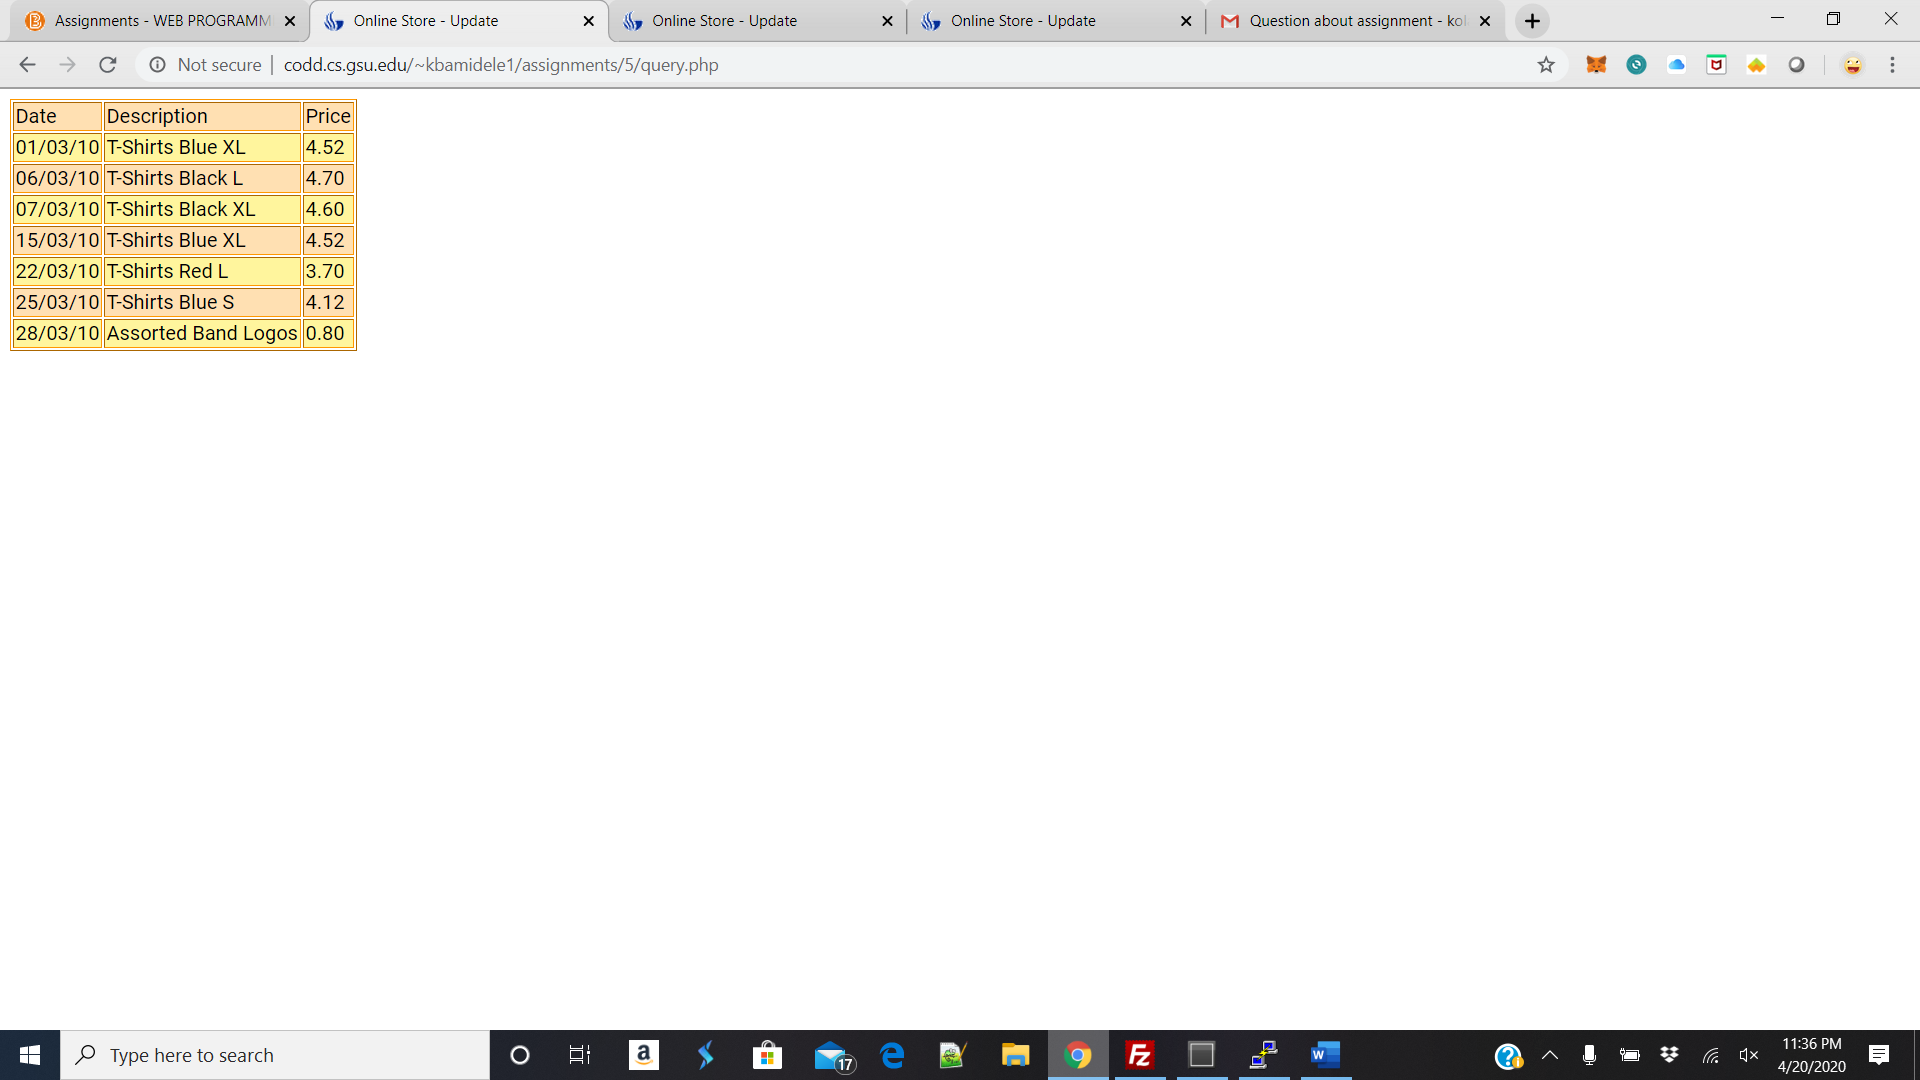 Assignments - WEB PROGRAMM
Online Store - Update
Online Store - Update
Online Store - Update
Question about assignment - kol
Not secure | codd.cs.gsu.edu/~kbamidele1/assignments/5/query.php
Date Description Price
01/03/10 T-Shirts Blue XL 4.52
06/03/10 T-Shirts Black L 4.70
07/03/10 T-Shirts Black XL 4.60
15/03/10 T-Shirts Blue XL 4.52
22/03/10 T-Shirts Red L 3.70
25/03/10 T-Shirts Blue S 4.12
28/03/10 Assorted Band Logos 0.80
Type here to search
17
11:36 PM
4/20/2020